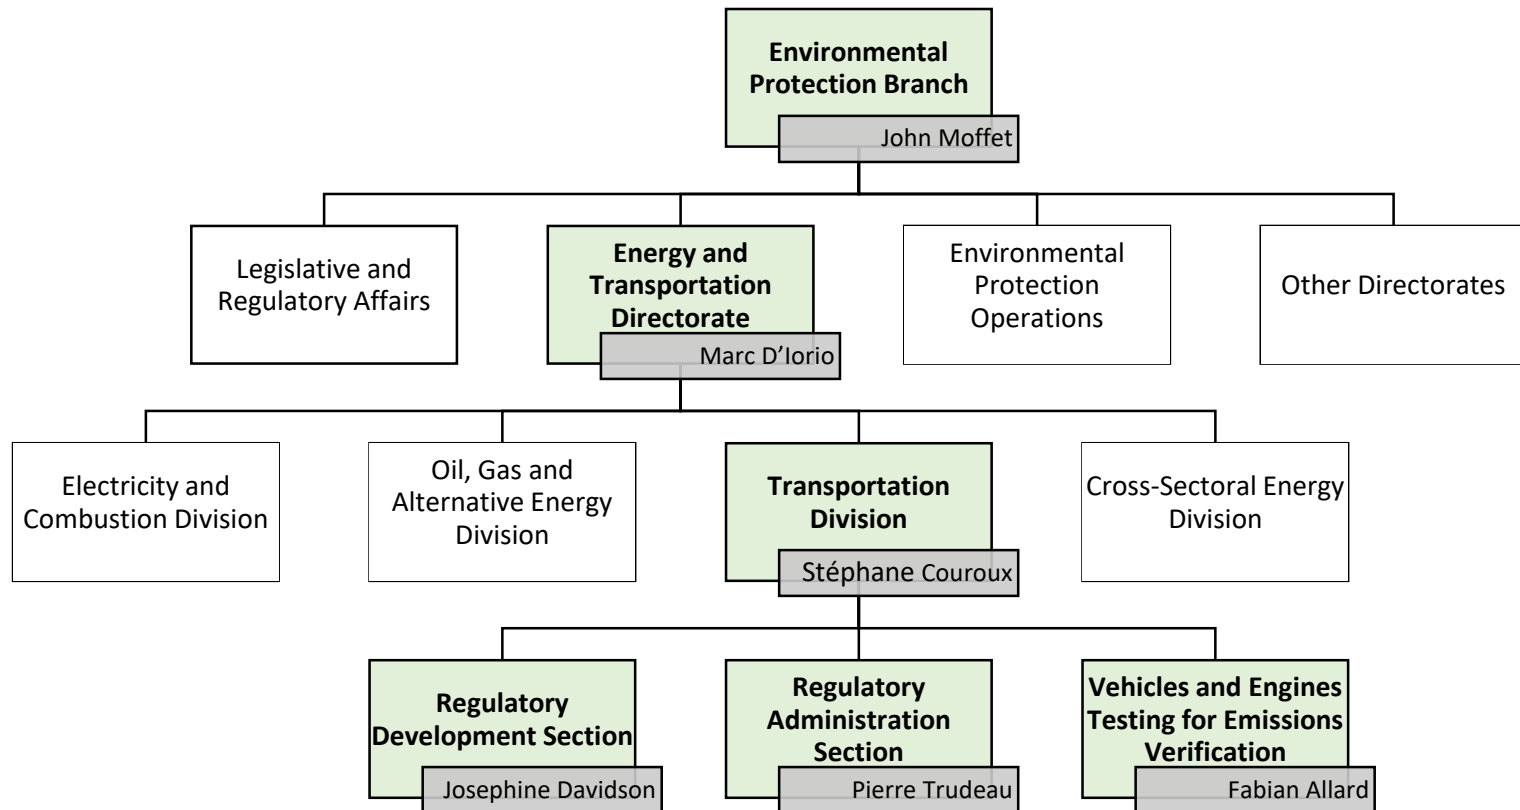 Environmental
Protection Branch
John Moffet
Legislative and
Regulatory Affairs
Energy and
Transportation
Directorate
Marc D’Iorio
Environmental
Protection
Operations
Other Directorates
Electricity and
Combustion Division
Oil, Gas and
Alternative Energy
Division
Transportation
Division
Stéphane Couroux
Cross-Sectoral Energy
Division
Regulatory
Development Section
Josephine Davidson
Regulatory
Administration
Section
Pierre Trudeau
Vehicles and Engines
Testing for Emissions
Verification
Fabian Allard